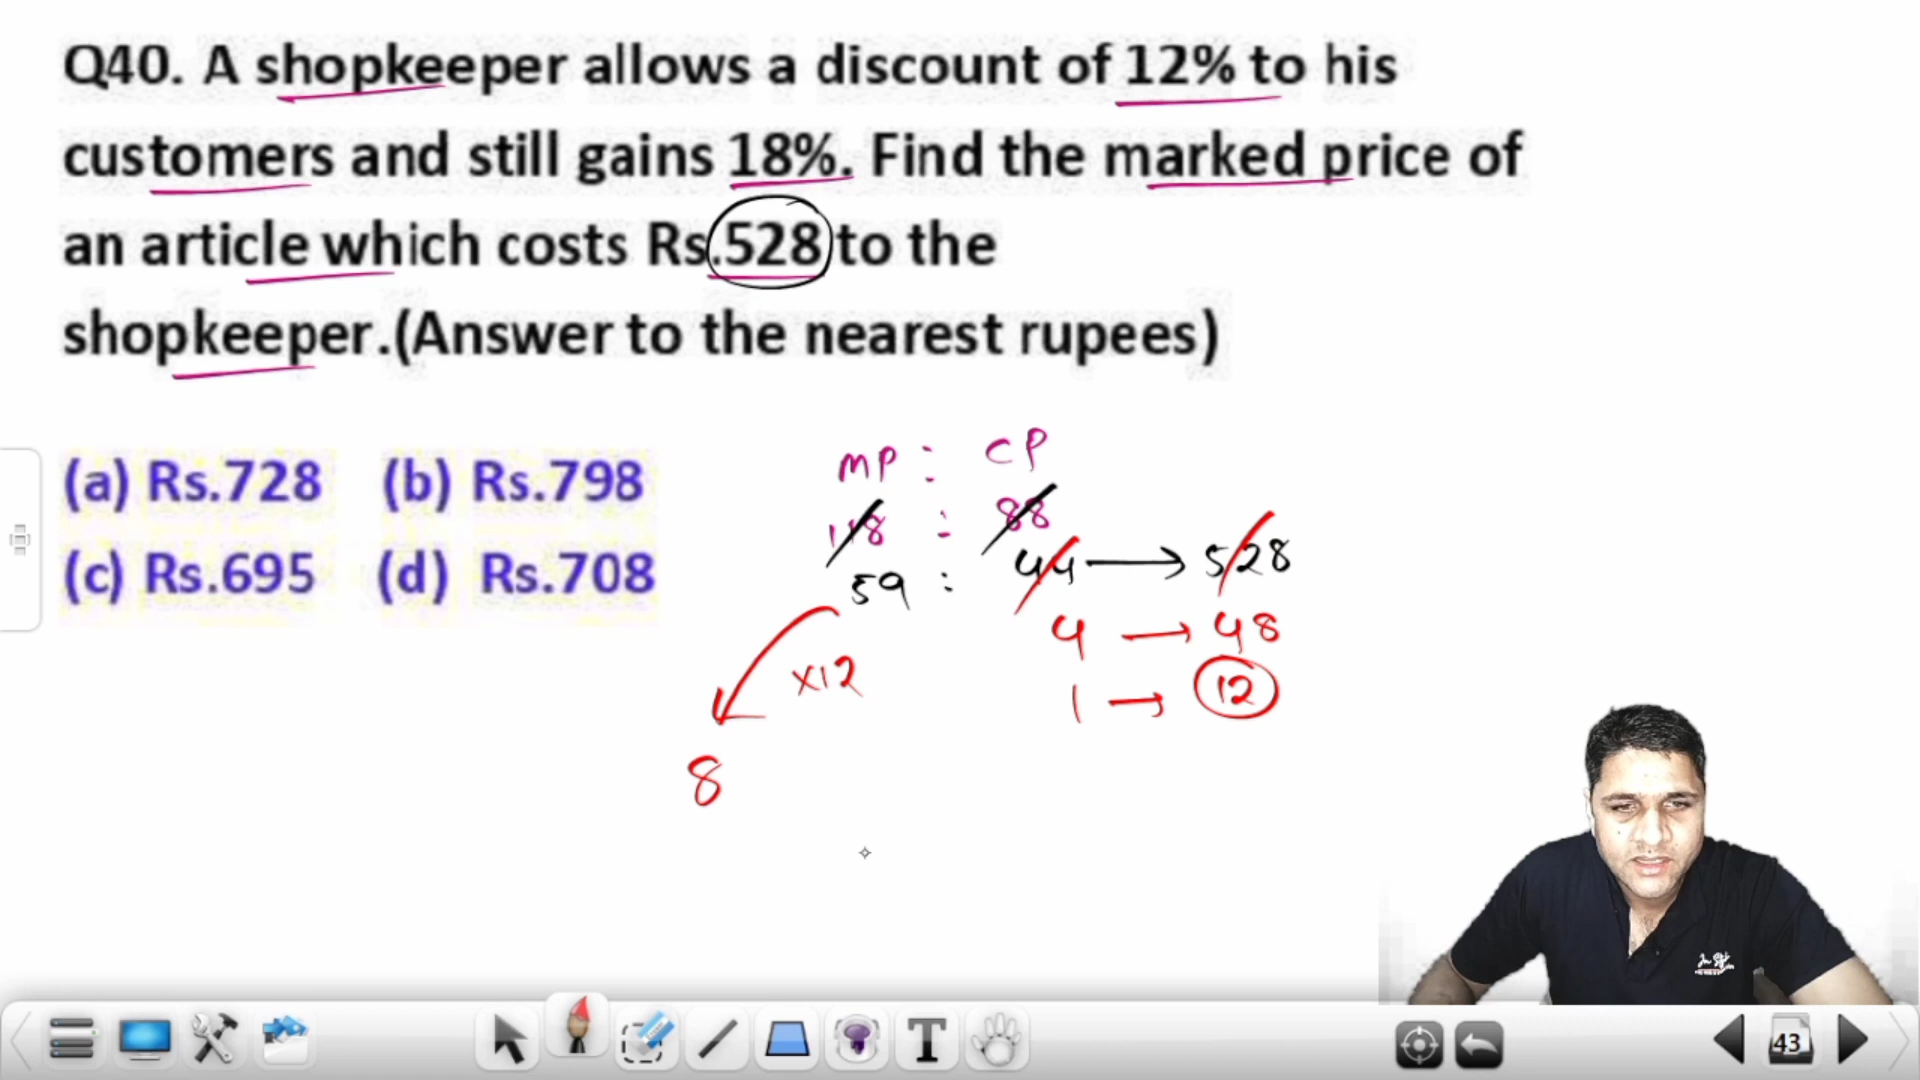 Q40. A shopkeeper allows a discount of 12% to his
customers and still gains 18%. Find the marked price of
an article which costs Rs.528 to the
shopkeeper.(Answer to the nearest rupees)
(a) Rs.728 (b) Rs.798
(c) Rs.695 (d) Rs.708
MP : CP
118 : 88
59 : 44 → 528
4 → 48
×12
1 → 12
8
T
43